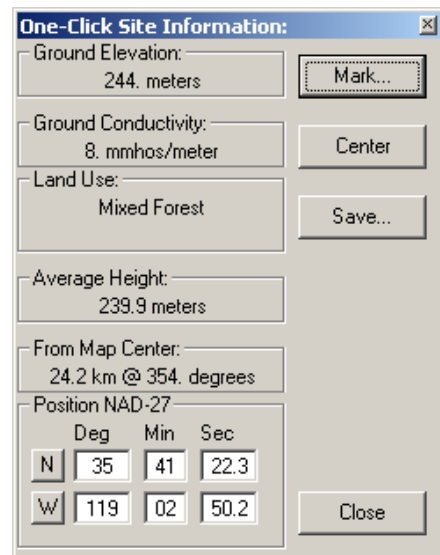 One-Click Site Information:
Ground Elevation:
244. meters
Mark...
Ground Conductivity:
8. mmhos/meter
Center
Land Use:
Mixed Forest
Save...
Average Height:
239.9 meters
From Map Center:
24.2 km @ 354. degrees
Position NAD-27
Deg Min Sec
N 35 41 22.3
W 119 02 50.2
Close